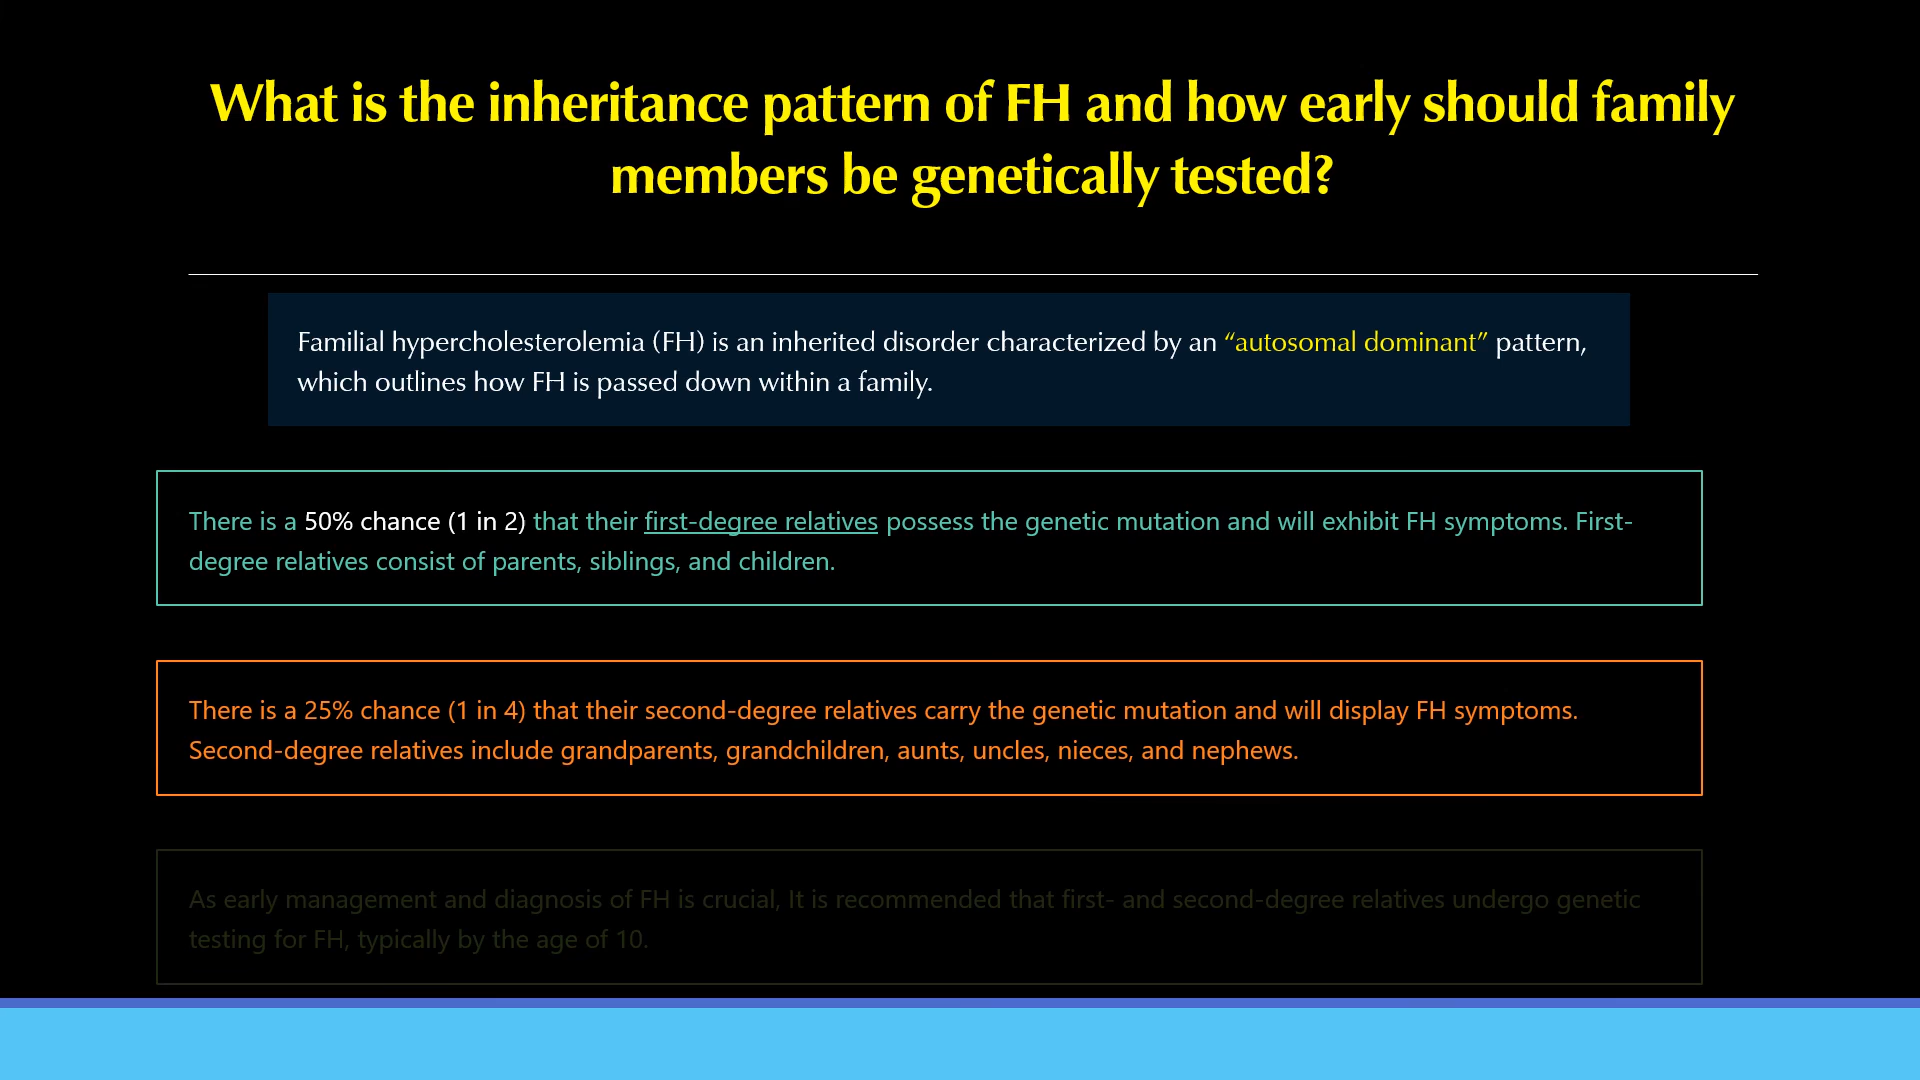 What is the inheritance pattern of FH and how early should family
members be genetically tested?
Familial hypercholesterolemia (FH) is an inherited disorder characterized by an “autosomal dominant” pattern,
which outlines how FH is passed down within a family.
There is a 50% chance (1 in 2) that their first-degree relatives possess the genetic mutation and will exhibit FH symptoms. First-
degree relatives consist of parents, siblings, and children.
There is a 25% chance (1 in 4) that their second-degree relatives carry the genetic mutation and will display FH symptoms.
Second-degree relatives include grandparents, grandchildren, aunts, uncles, nieces, and nephews.
As early management and diagnosis of FH is crucial, It is recommended that first- and second-degree relatives undergo genetic
testing for FH, typically by the age of 10.